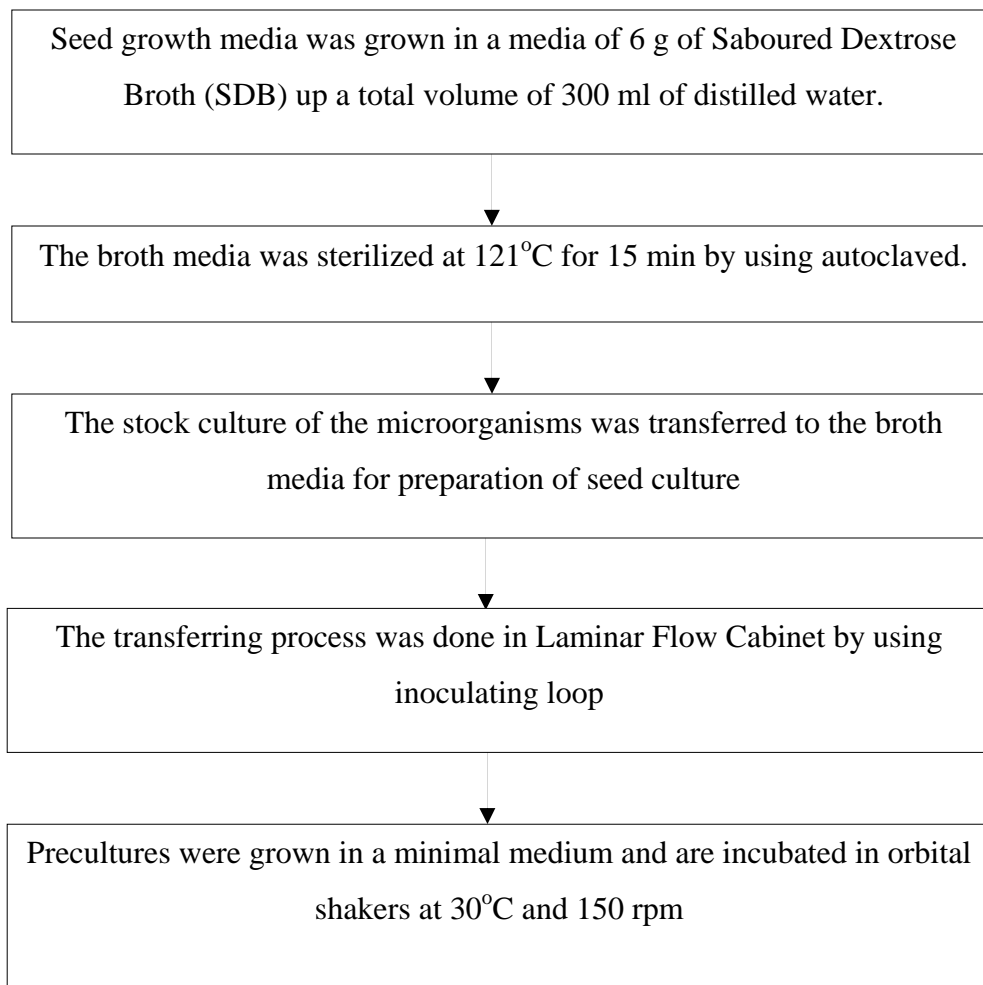 Seed growth media was grown in a media of 6 g of Saboured Dextrose
Broth (SDB) up a total volume of 300 ml of distilled water.
The broth media was sterilized at 121°C for 15 min by using autoclaved.
The stock culture of the microorganisms was transferred to the broth
media for preparation of seed culture
The transferring process was done in Laminar Flow Cabinet by using
inoculating loop
Precultures were grown in a minimal medium and are incubated in orbital
shakers at 30°C and 150 rpm